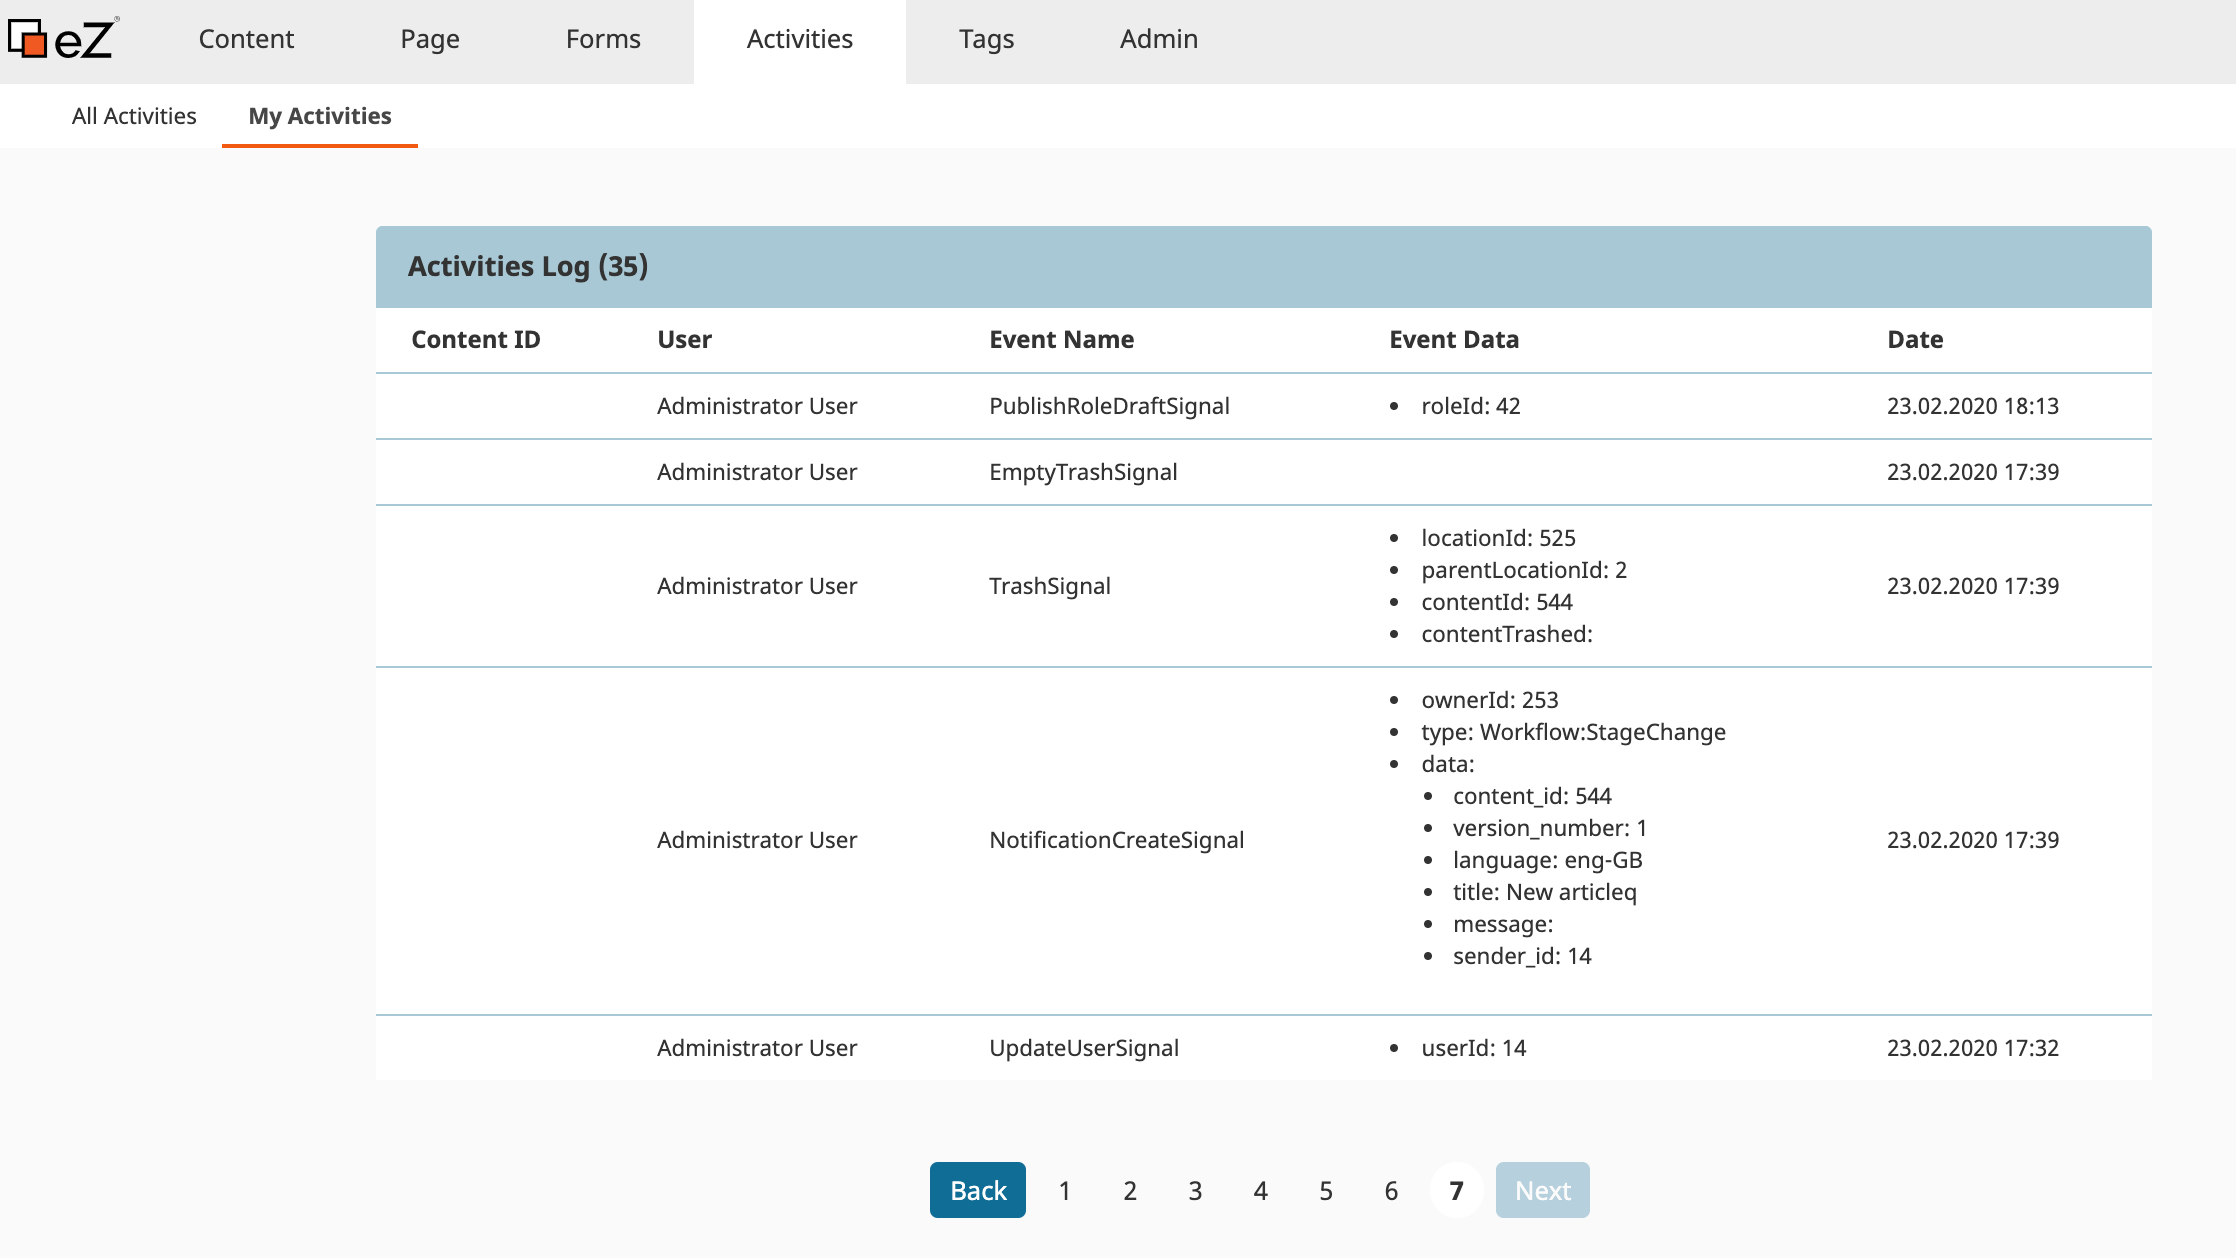 eZ Content Page Forms Activities Tags Admin
All Activities My Activities
Activities Log (35)
Content ID User Event Name Event Data Date
Administrator User PublishRoleDraftSignal • roleId: 42 23.02.2020 18:13
Administrator User EmptyTrashSignal 23.02.2020 17:39
• locationId: 525
• parentLocationId: 2
Administrator User TrashSignal 23.02.2020 17:39
• contentId: 544
• contentTrashed:
• ownerId: 253
• type: Workflow:StageChange
• data:
• content_id: 544
• version_number: 1
Administrator User NotificationCreateSignal 23.02.2020 17:39
• language: eng-GB
• title: New articleq
• message:
• sender_id: 14
Administrator User UpdateUserSignal • userId: 14 23.02.2020 17:32
Back 1 2 3 4 5 6 7 Next